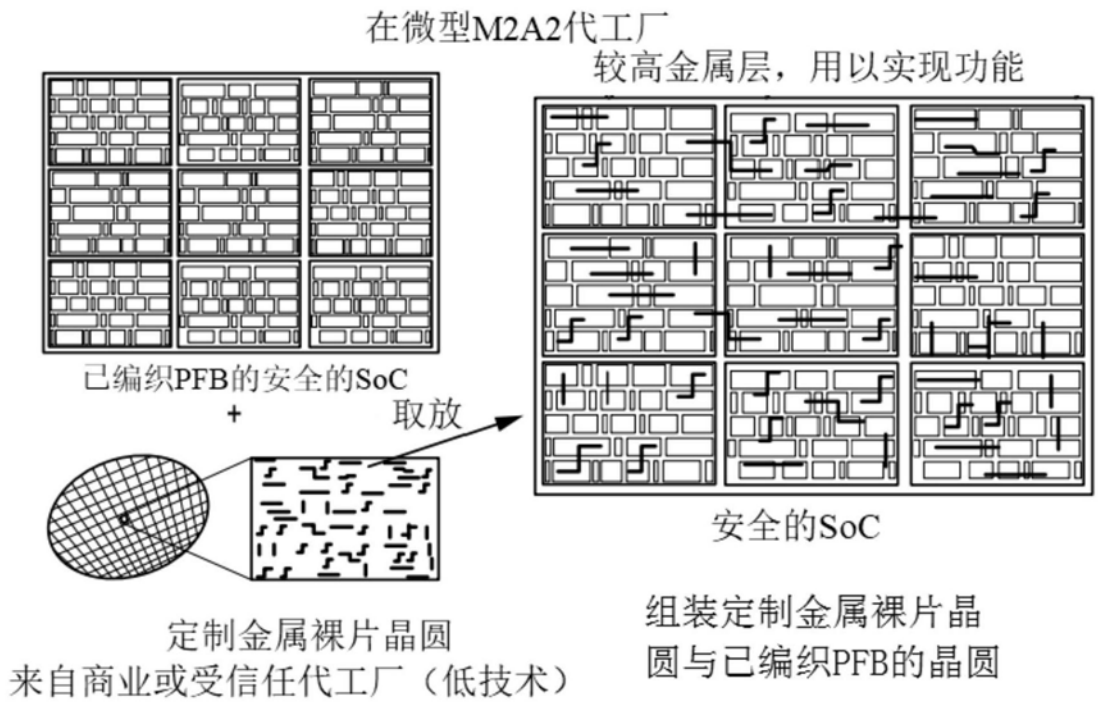 在微型M2A2代工厂
较高金属层，用以实现功能
已编织PFB的安全的SoC
+
取放
安全的SoC
定制金属裸片晶圆
来自商业或受信任代工厂（低技术）
组装定制金属裸片晶
圆与已编织PFB的晶圆